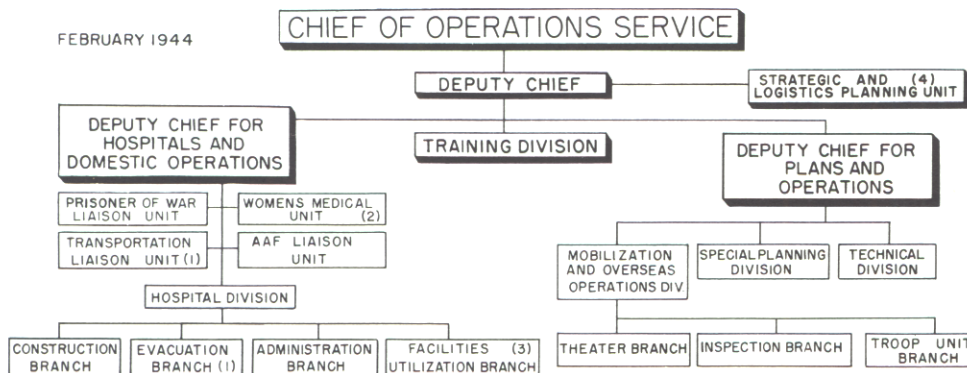 FEBRUARY 1944
CHIEF OF OPERATIONS SERVICE
DEPUTY CHIEF
STRATEGIC AND (4)
LOGISTICS PLANNING UNIT
DEPUTY CHIEF FOR
HOSPITALS AND
DOMESTIC OPERATIONS
TRAINING DIVISION
DEPUTY CHIEF FOR
PLANS AND
OPERATIONS
PRISONER OF WAR
LIAISON UNIT
WOMENS MEDICAL
UNIT (2)
TRANSPORTATION
LIAISON UNIT (1)
AAF LIAISON
UNIT
MOBILIZATION
AND OVERSEAS
OPERATIONS DIV.
SPECIAL PLANNING
DIVISION
TECHNICAL
DIVISION
HOSPITAL DIVISION
CONSTRUCTION
BRANCH
EVACUATION
BRANCH (1)
ADMINISTRATION
BRANCH
FACILITIES (3)
UTILIZATION BRANCH
THEATER BRANCH
INSPECTION BRANCH
TROOP UNIT
BRANCH